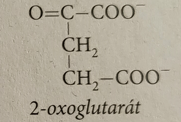 O=C–COO⁻
CH₂
CH₂–COO⁻
2-oxoglutarát